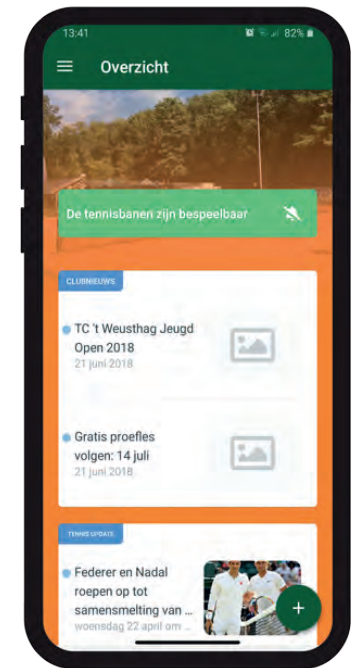 13:41 82%
Overzicht
De tennisbanen zijn bespeelbaar
CLUBNIEUWS
TC 't Weusthag Jeugd
Open 2018
21 juni 2018
Gratis proefles
volgen: 14 juli
21 juni 2018
TENNIS UPDATE
Federer en Nadal
roepen op tot
samensmelting van ...
woensdag 22 april om ...
+